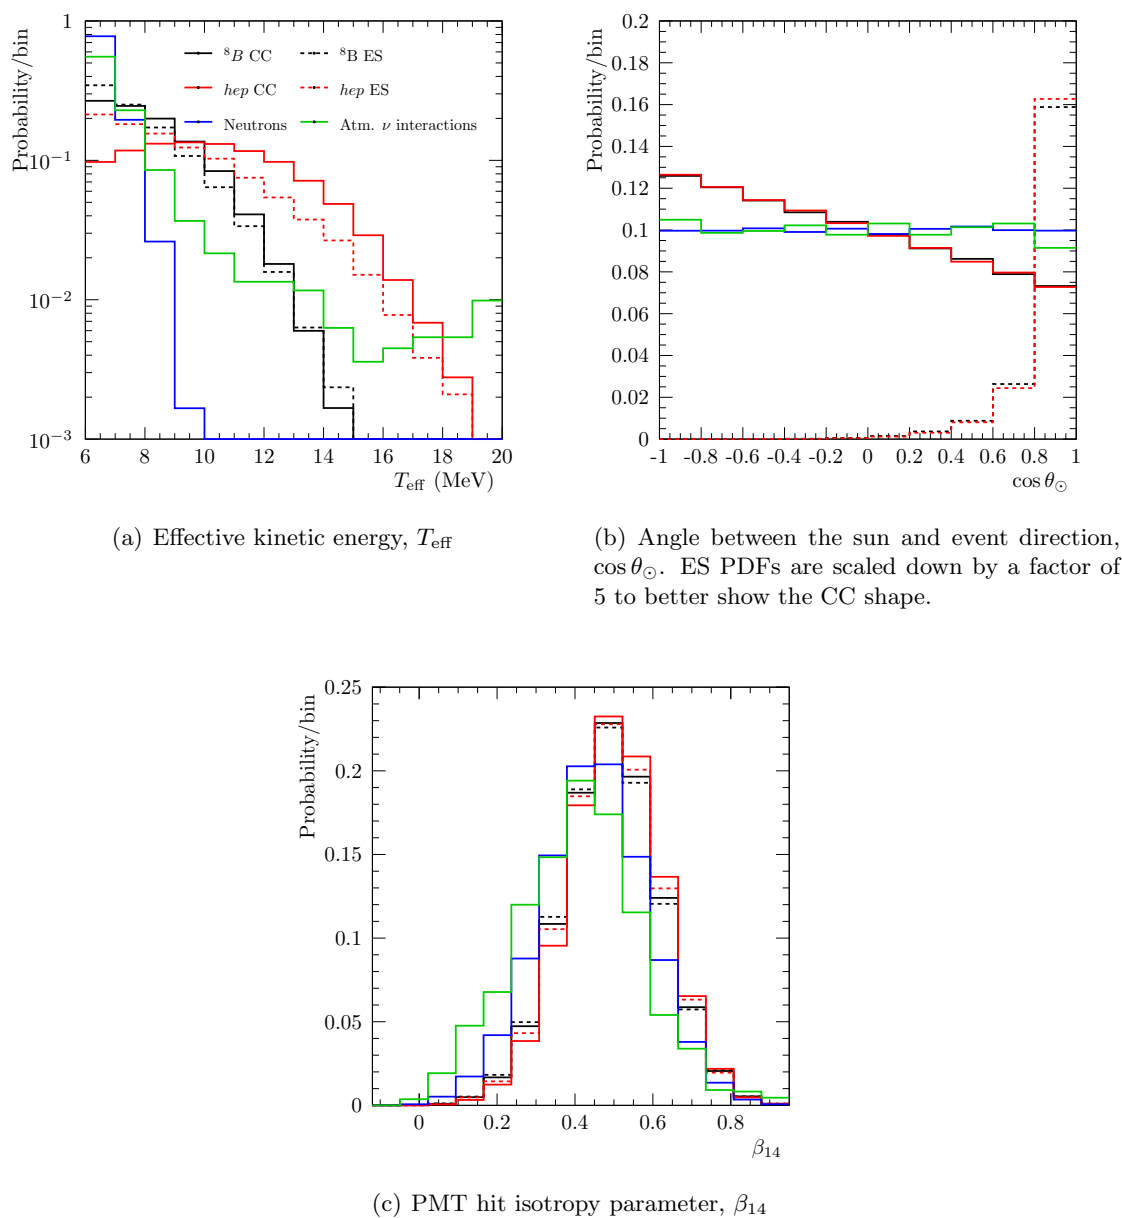 Probability/bin
1
10⁻¹
10⁻²
10⁻³
⁸B CC
⁸B ES
hep CC
hep ES
Neutrons
Atm. ν interactions
6 8 10 12 14 16 18 20
T_eff (MeV)
(a) Effective kinetic energy, T_eff
Probability/bin
0.2
0.18
0.16
0.14
0.12
0.1
0.08
0.06
0.04
0.02
0
-1 -0.8 -0.6 -0.4 -0.2 0 0.2 0.4 0.6 0.8 1
cos θ_⊙
(b) Angle between the sun and event direction,
cos θ_⊙. ES PDFs are scaled down by a factor of
5 to better show the CC shape.
Probability/bin
0.25
0.2
0.15
0.1
0.05
0
0 0.2 0.4 0.6 0.8
β₁₄
(c) PMT hit isotropy parameter, β₁₄